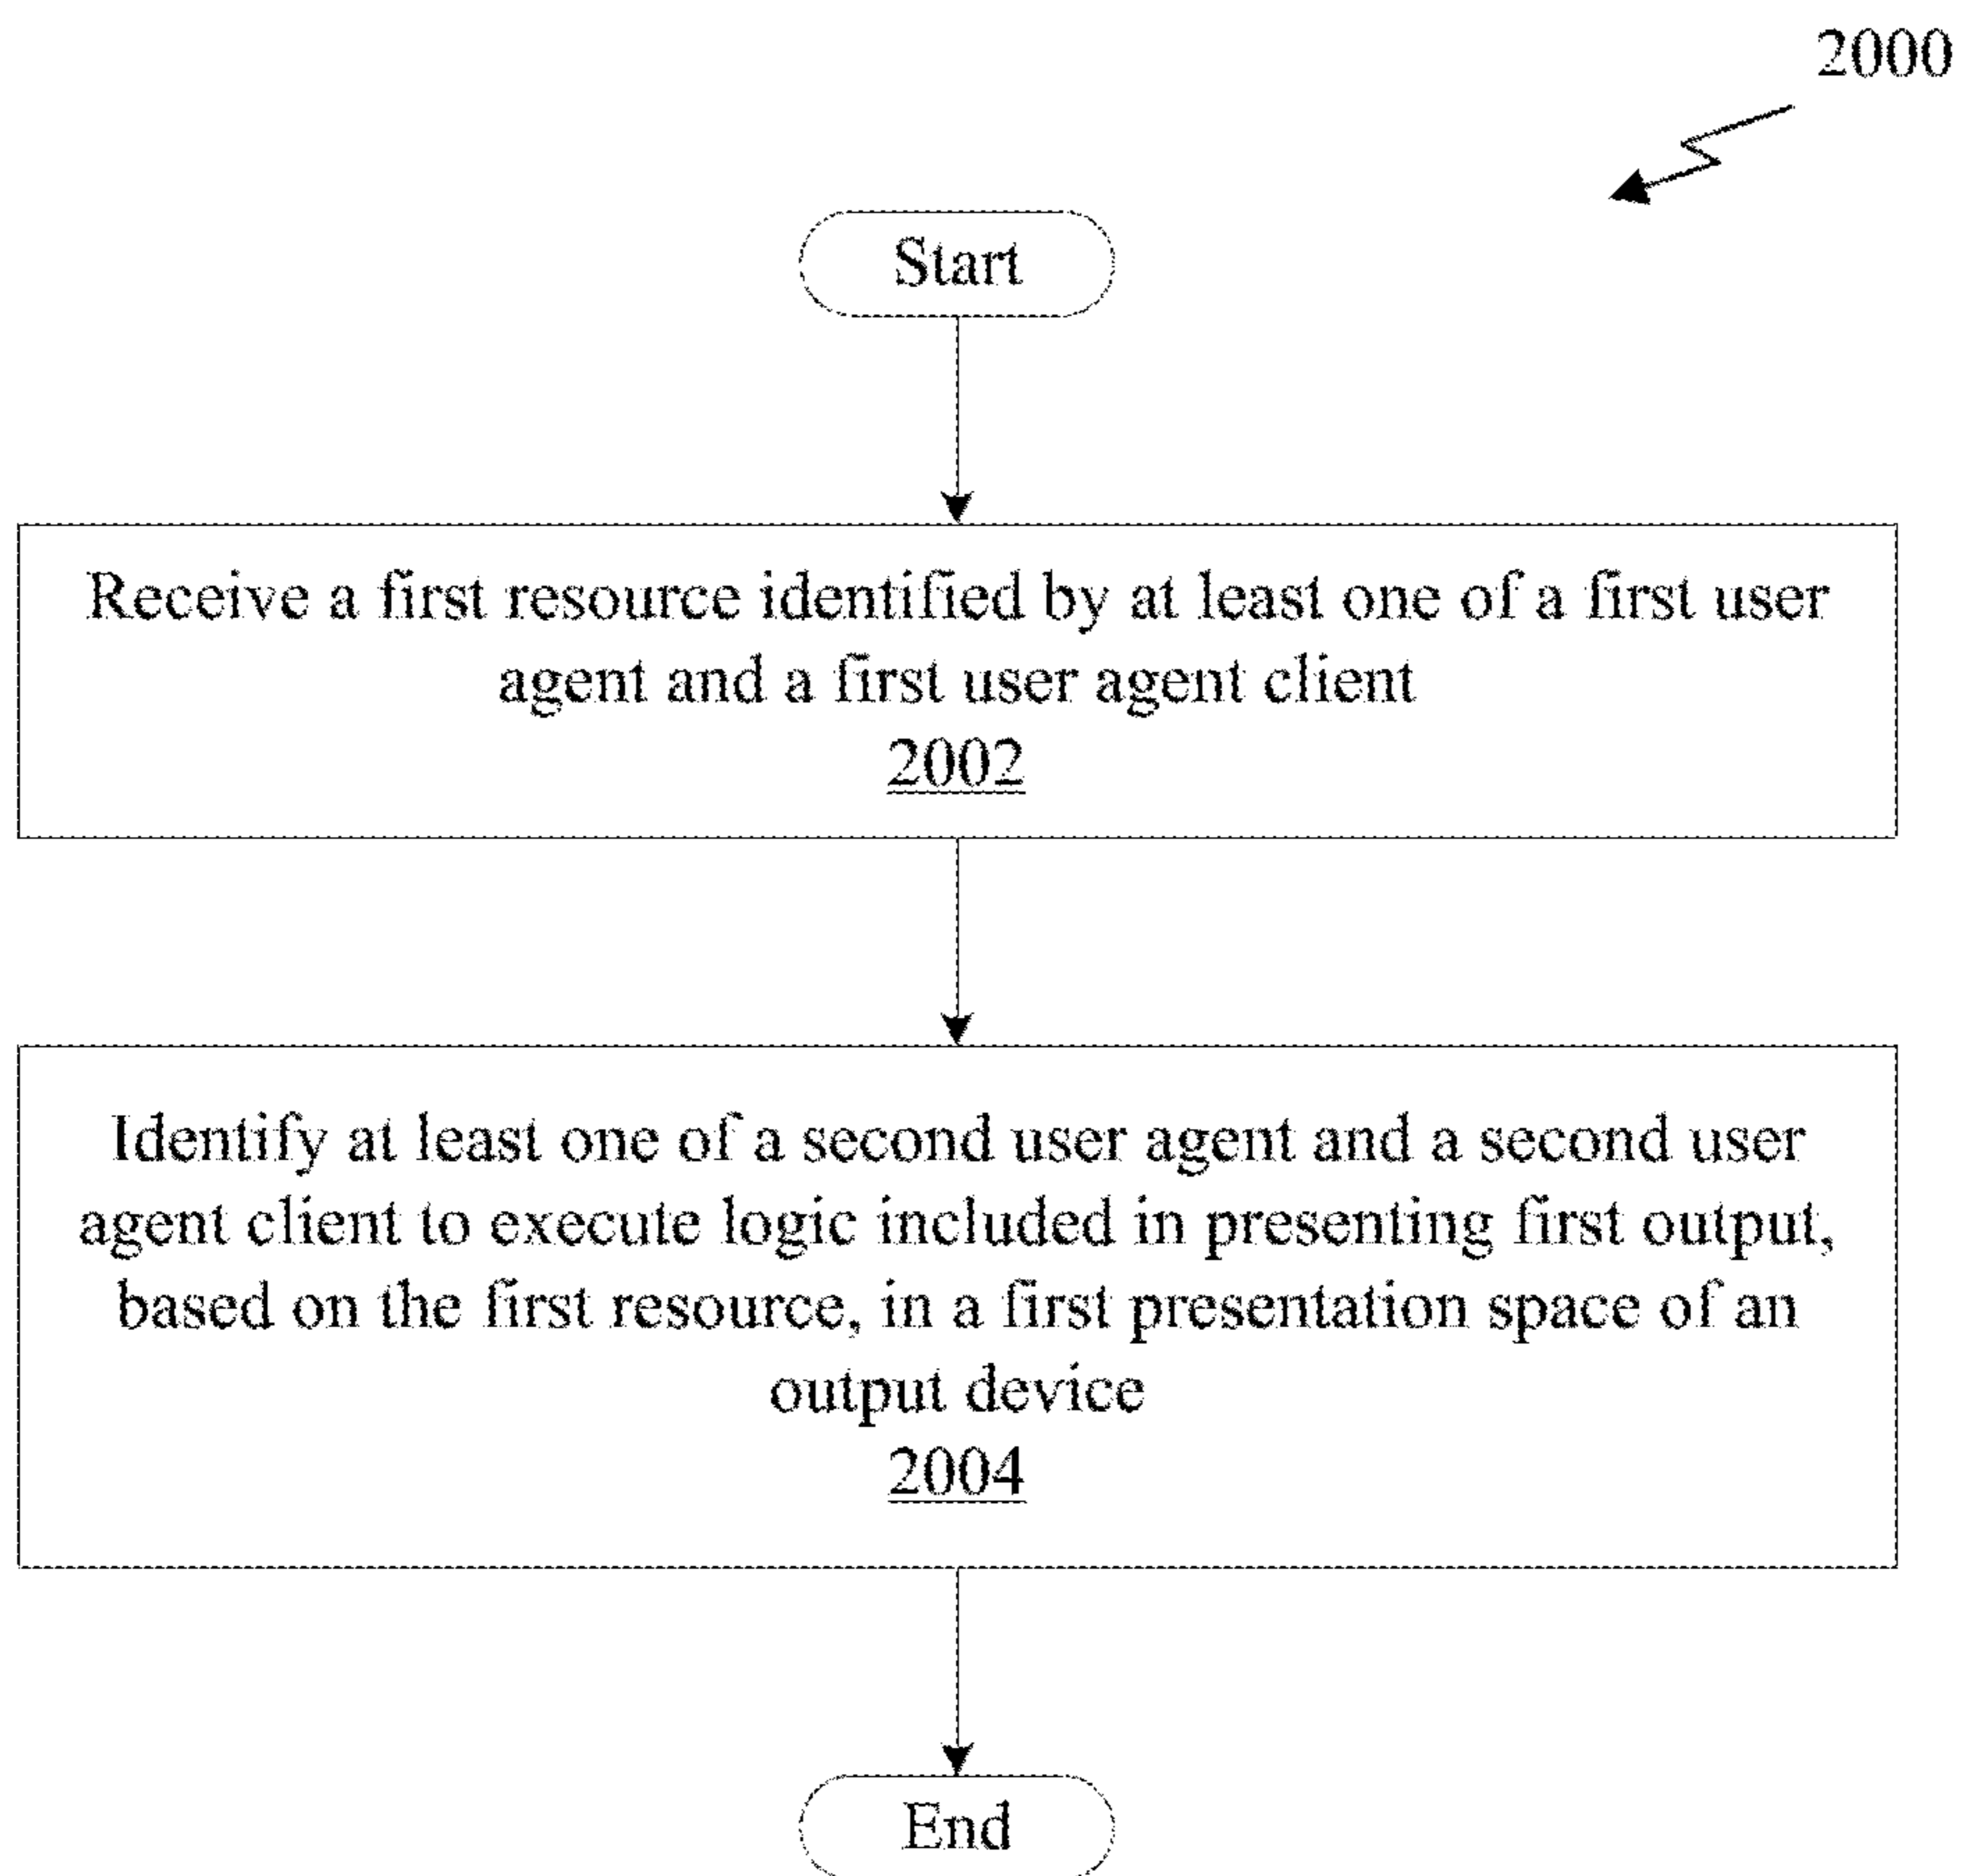 2000
Start
Receive a first resource identified by at least one of a first user
agent and a first user agent client
2002
Identify at least one of a second user agent and a second user
agent client to execute logic included in presenting first output,
based on the first resource, in a first presentation space of an
output device
2004
End